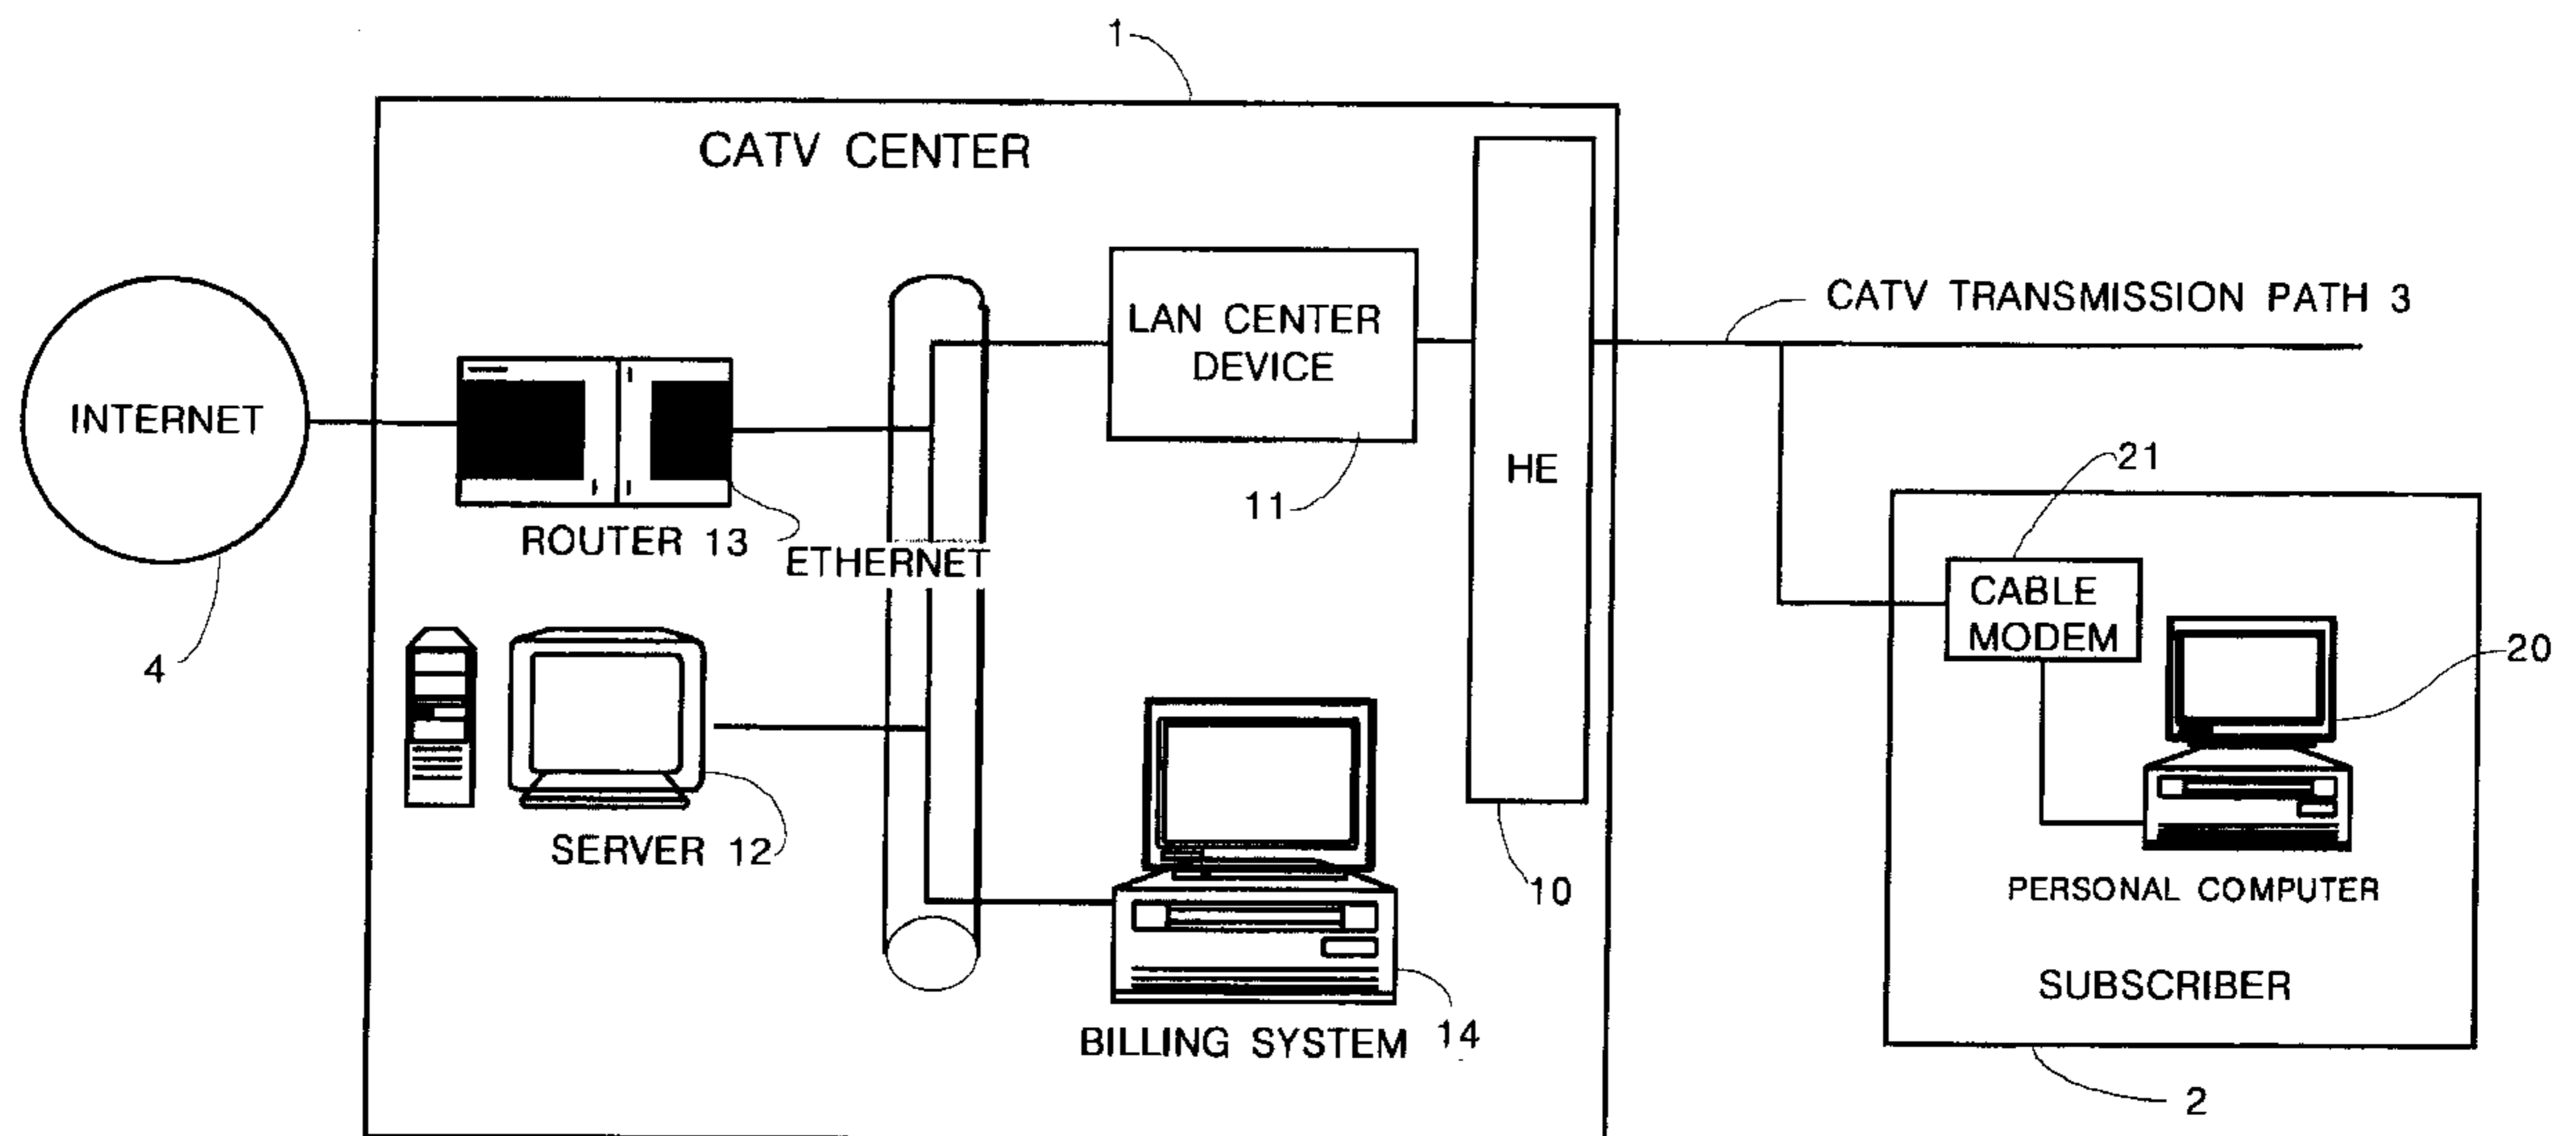 1
CATV CENTER
INTERNET
4
ROUTER 13
ETHERNET
SERVER 12
LAN CENTER
DEVICE
11
HE
10
BILLING SYSTEM 14
CATV TRANSMISSION PATH 3
21
CABLE
MODEM
20
PERSONAL COMPUTER
SUBSCRIBER
2